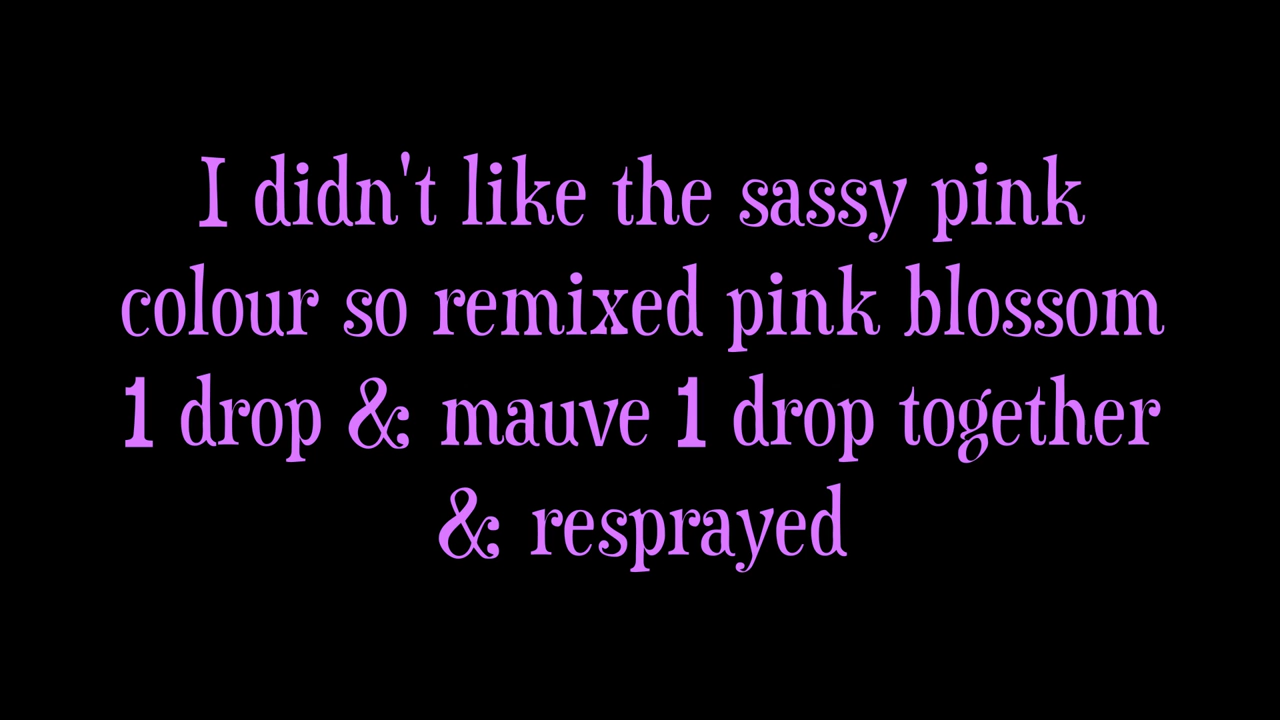 I didn't like the sassy pink
colour so remixed pink blossom
1 drop & mauve 1 drop together
& resprayed